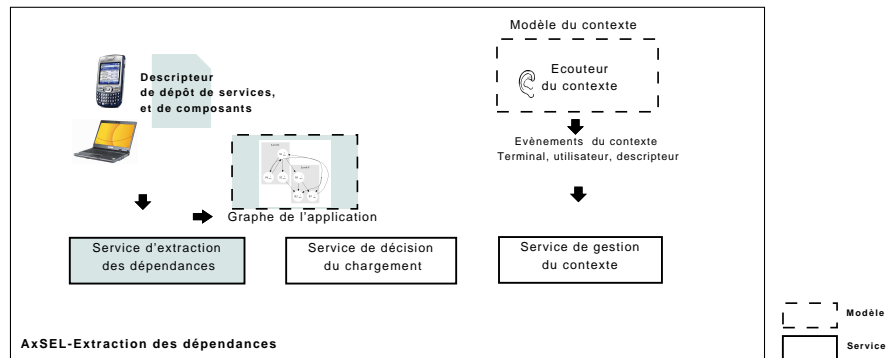 Modèle du contexte
Ecouteur
du contexte
Descripteur
de dépôt de services,
et de composants
Evènements du contexte
Terminal, utilisateur, descripteur
Graphe de l'application
Service d'extraction
des dépendances
Service de décision
du chargement
Service de gestion
du contexte
AxSEL-Extraction des dépendances
Modèle
Service